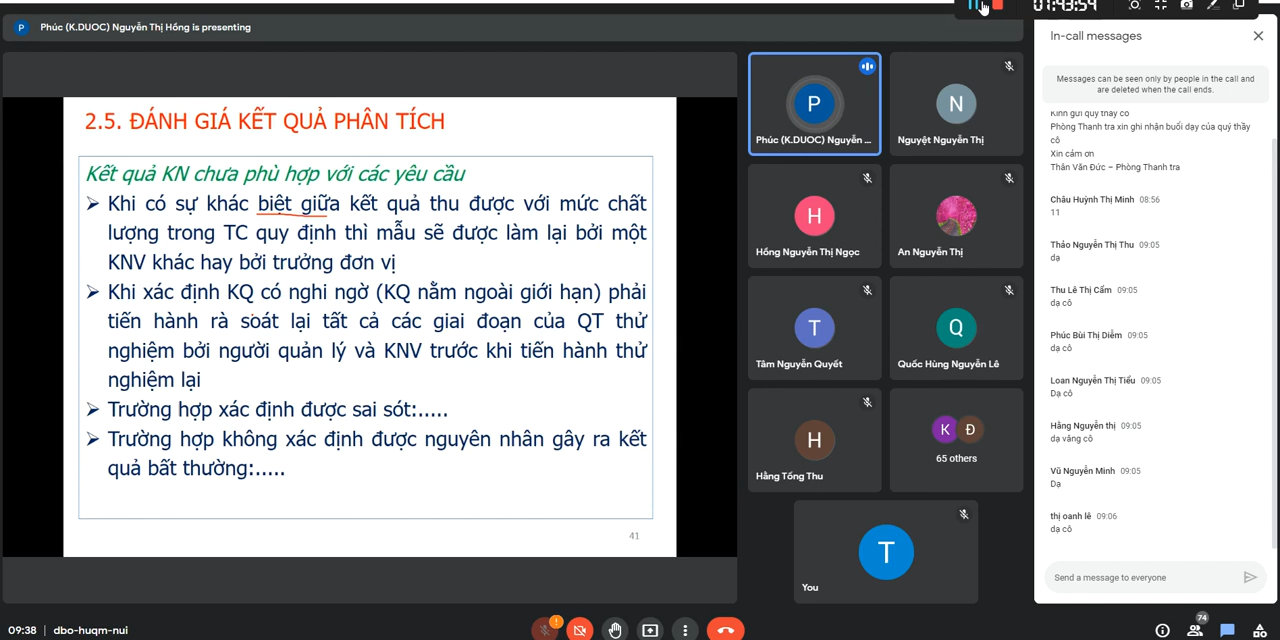 01:43:54
P Phúc (K.DUOC) Nguyễn Thị Hồng is presenting
2.5. ĐÁNH GIÁ KẾT QUẢ PHÂN TÍCH
Kết quả KN chưa phù hợp với các yêu cầu
➢ Khi có sự khác biệt giữa kết quả thu được với mức chất
lượng trong TC quy định thì mẫu sẽ được làm lại bởi một
KNV khác hay bởi trưởng đơn vị
➢ Khi xác định KQ có nghi ngờ (KQ nằm ngoài giới hạn) phải
tiến hành rà soát lại tất cả các giai đoạn của QT thử
nghiệm bởi người quản lý và KNV trước khi tiến hành thử
nghiệm lại
➢ Trường hợp xác định được sai sót:.....
➢ Trường hợp không xác định được nguyên nhân gây ra kết
quả bất thường:.....
41
P
Phúc (K.DUOC) Nguyễn ...
N
Nguyệt Nguyễn Thị
H
Hồng Nguyễn Thị Ngọc
An Nguyễn Thị
T
Tâm Nguyễn Quyết
Q
Quốc Hùng Nguyễn Lê
H
Hằng Tống Thu
K Đ
65 others
T
You
In-call messages
Messages can be seen only by people in the call and
are deleted when the call ends.
Kính gửi quý thầy cô
Phòng Thanh tra xin ghi nhận buổi dạy của quý thầy
cô
Xin cảm ơn
Thân Văn Đức – Phòng Thanh tra
Châu Huỳnh Thị Minh 08:56
11
Thảo Nguyễn Thị Thu 09:05
dạ
Thu Lê Thị Cẩm 09:05
dạ cô
Phúc Bùi Thị Diễm 09:05
dạ cô
Loan Nguyễn Thị Tiểu 09:05
Dạ cô
Hằng Nguyễn thị 09:05
dạ vâng cô
Vũ Nguyễn Minh 09:05
Dạ
thị oanh lê 09:06
dạ cô
Send a message to everyone
09:38 | dbo-huqm-nui
!
74